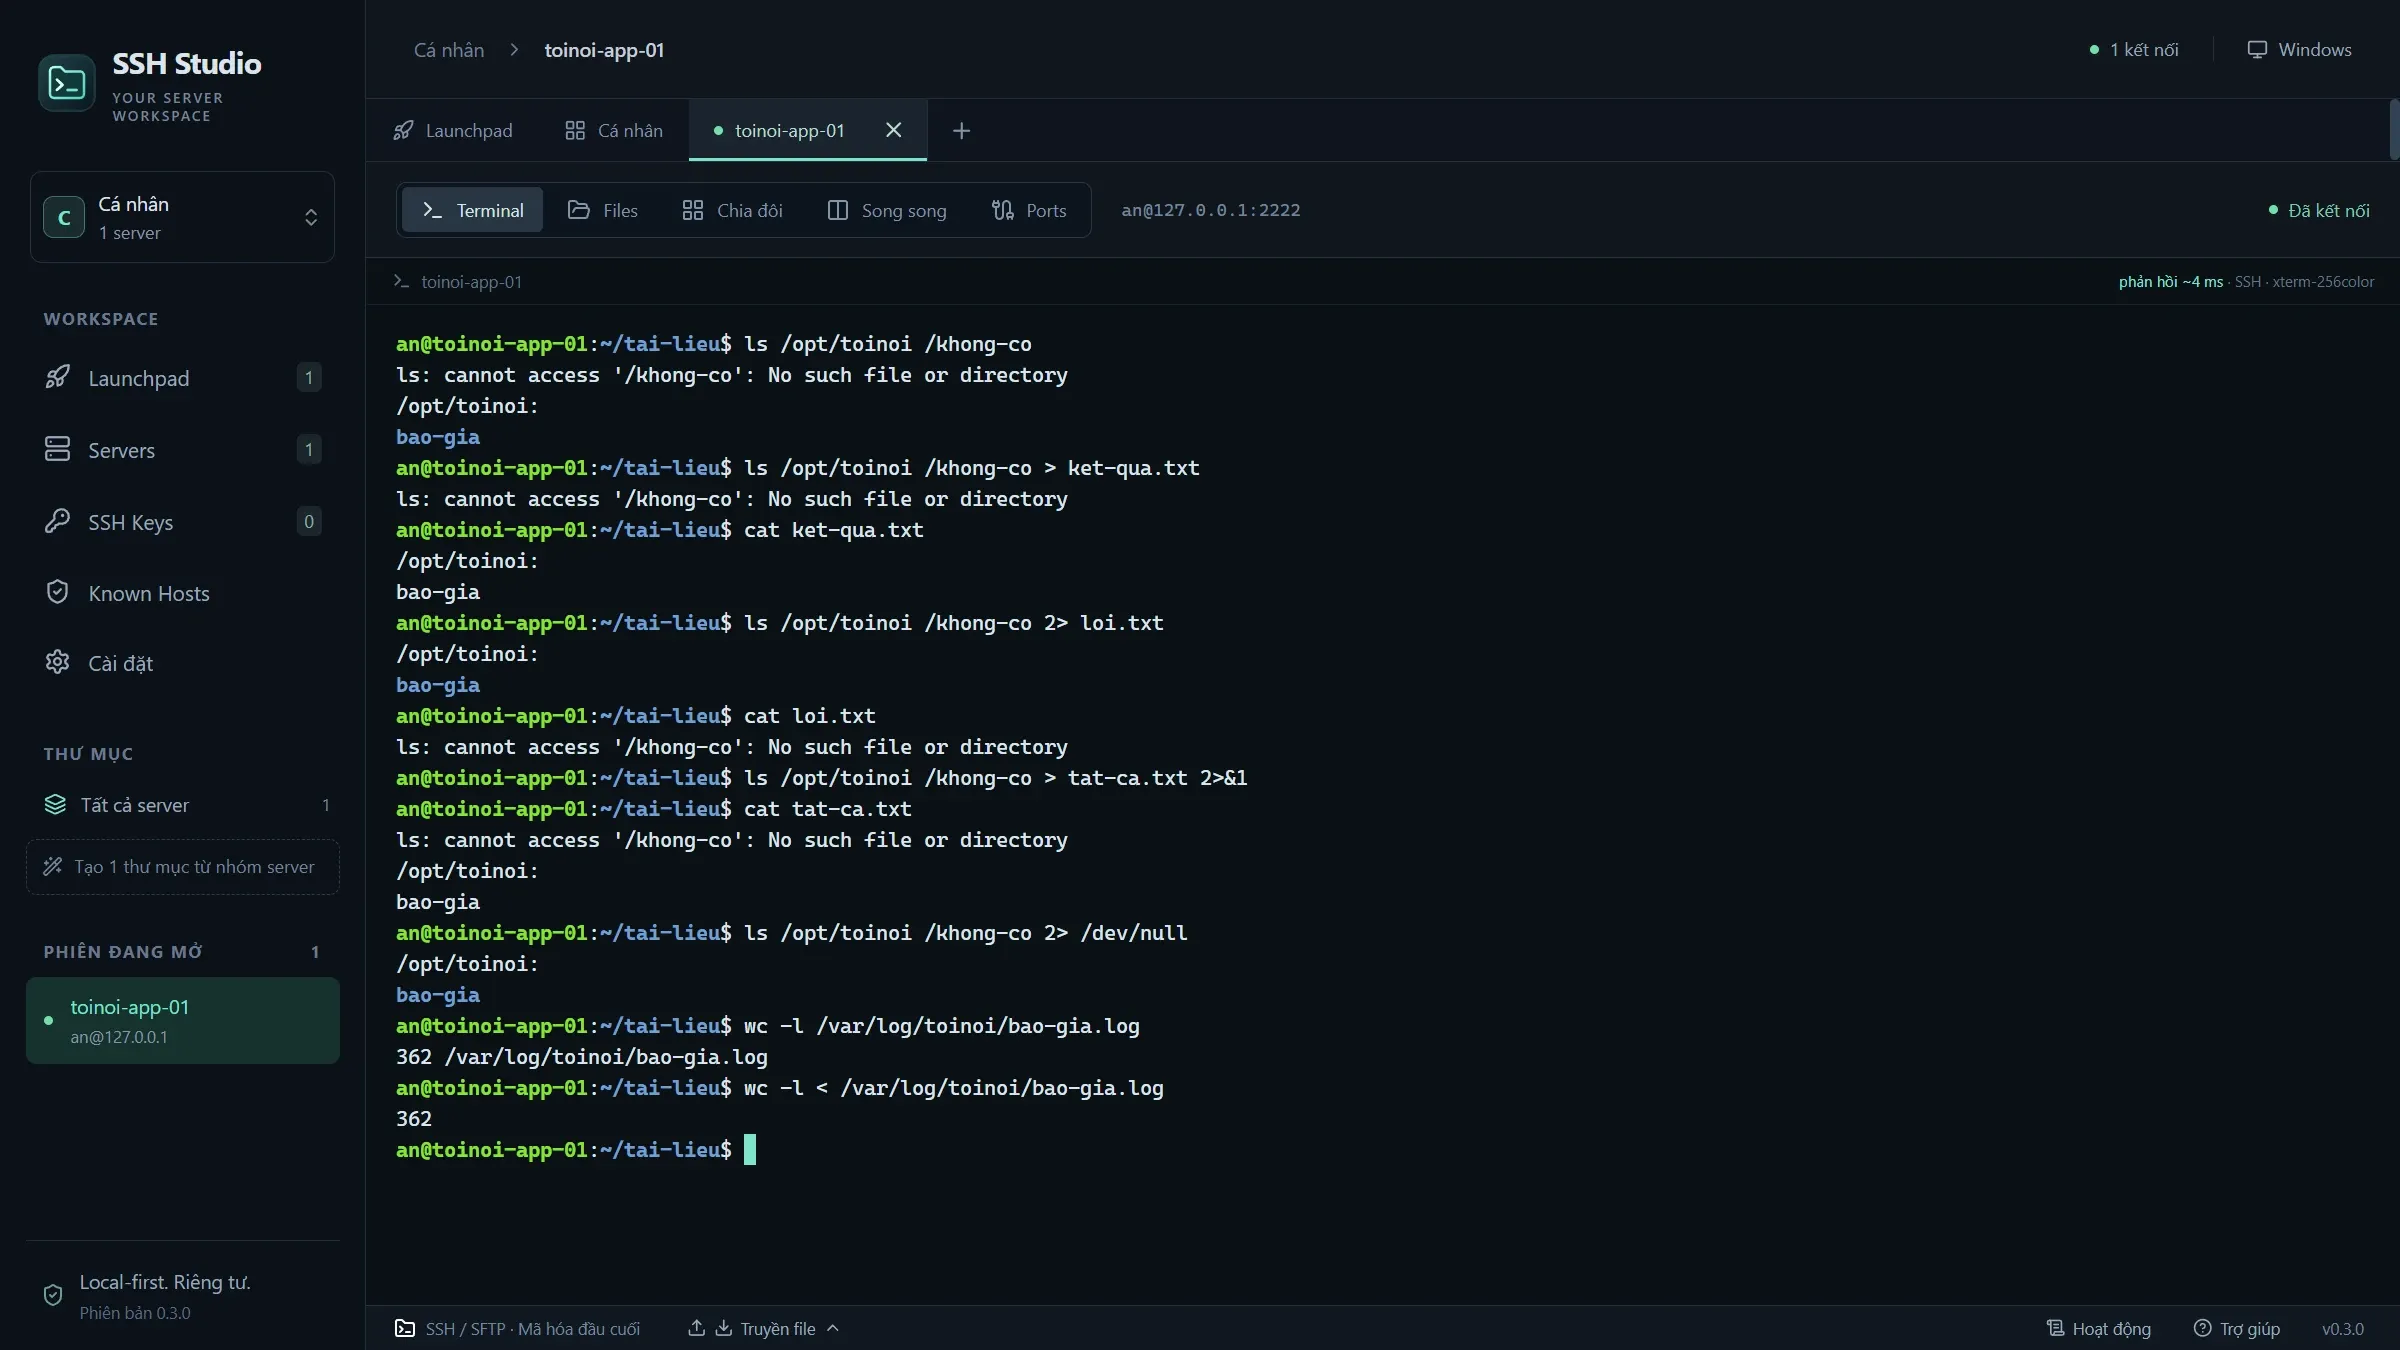 SSH Studio
YOUR SERVER
WORKSPACE
C
Cá nhân
1 server
WORKSPACE
Launchpad 1
Servers 1
SSH Keys 0
Known Hosts
Cài đặt
THƯ MỤC
Tất cả server 1
Tạo 1 thư mục từ nhóm server
PHIÊN ĐANG MỞ 1
toinoi-app-01
an@127.0.0.1
Local-first. Riêng tư.
Phiên bản 0.3.0
Cá nhân > toinoi-app-01
1 kết nối
Windows
Launchpad
Cá nhân
toinoi-app-01
Terminal
Files
Chia đôi
Song song
Ports
an@127.0.0.1:2222
Đã kết nối
toinoi-app-01
phản hồi ~4 ms · SSH · xterm-256color
an@toinoi-app-01:~/tai-lieu$ ls /opt/toinoi /khong-co
ls: cannot access '/khong-co': No such file or directory
/opt/toinoi:
bao-gia
an@toinoi-app-01:~/tai-lieu$ ls /opt/toinoi /khong-co > ket-qua.txt
ls: cannot access '/khong-co': No such file or directory
an@toinoi-app-01:~/tai-lieu$ cat ket-qua.txt
/opt/toinoi:
bao-gia
an@toinoi-app-01:~/tai-lieu$ ls /opt/toinoi /khong-co 2> loi.txt
/opt/toinoi:
bao-gia
an@toinoi-app-01:~/tai-lieu$ cat loi.txt
ls: cannot access '/khong-co': No such file or directory
an@toinoi-app-01:~/tai-lieu$ ls /opt/toinoi /khong-co > tat-ca.txt 2>&1
an@toinoi-app-01:~/tai-lieu$ cat tat-ca.txt
ls: cannot access '/khong-co': No such file or directory
/opt/toinoi:
bao-gia
an@toinoi-app-01:~/tai-lieu$ ls /opt/toinoi /khong-co 2> /dev/null
/opt/toinoi:
bao-gia
an@toinoi-app-01:~/tai-lieu$ wc -l /var/log/toinoi/bao-gia.log
362 /var/log/toinoi/bao-gia.log
an@toinoi-app-01:~/tai-lieu$ wc -l < /var/log/toinoi/bao-gia.log
362
an@toinoi-app-01:~/tai-lieu$
SSH / SFTP · Mã hóa đầu cuối
Truyền file
Hoạt động
Trợ giúp
v0.3.0